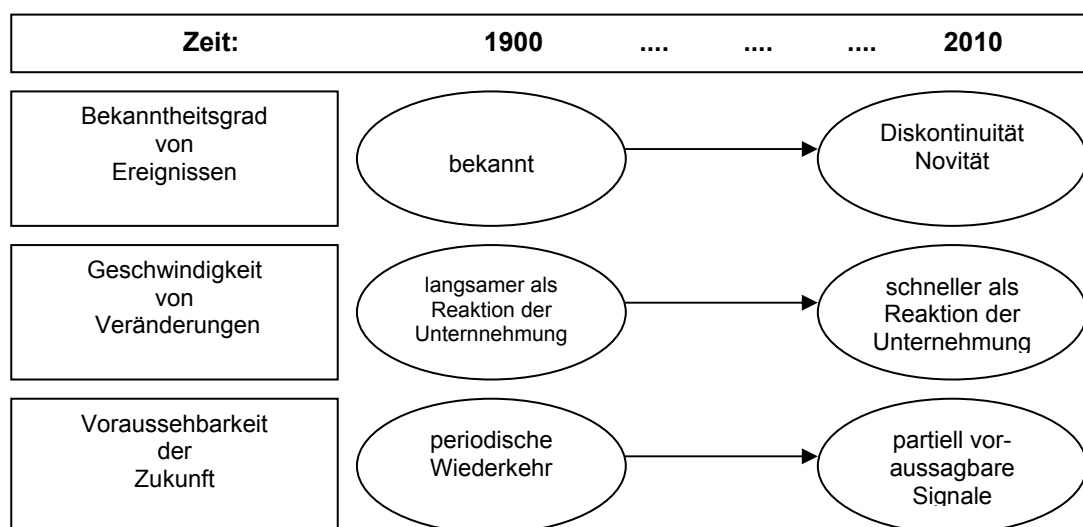 Zeit: 1900 .... .... .... 2010
Bekanntheitsgrad
von
Ereignissen
bekannt
Diskontinuität
Novität
Geschwindigkeit
von
Veränderungen
langsamer als
Reaktion der
Unternnehmung
schneller als
Reaktion der
Unternehmung
Voraussehbarkeit
der
Zukunft
periodische
Wiederkehr
partiell vor-
aussagbare
Signale